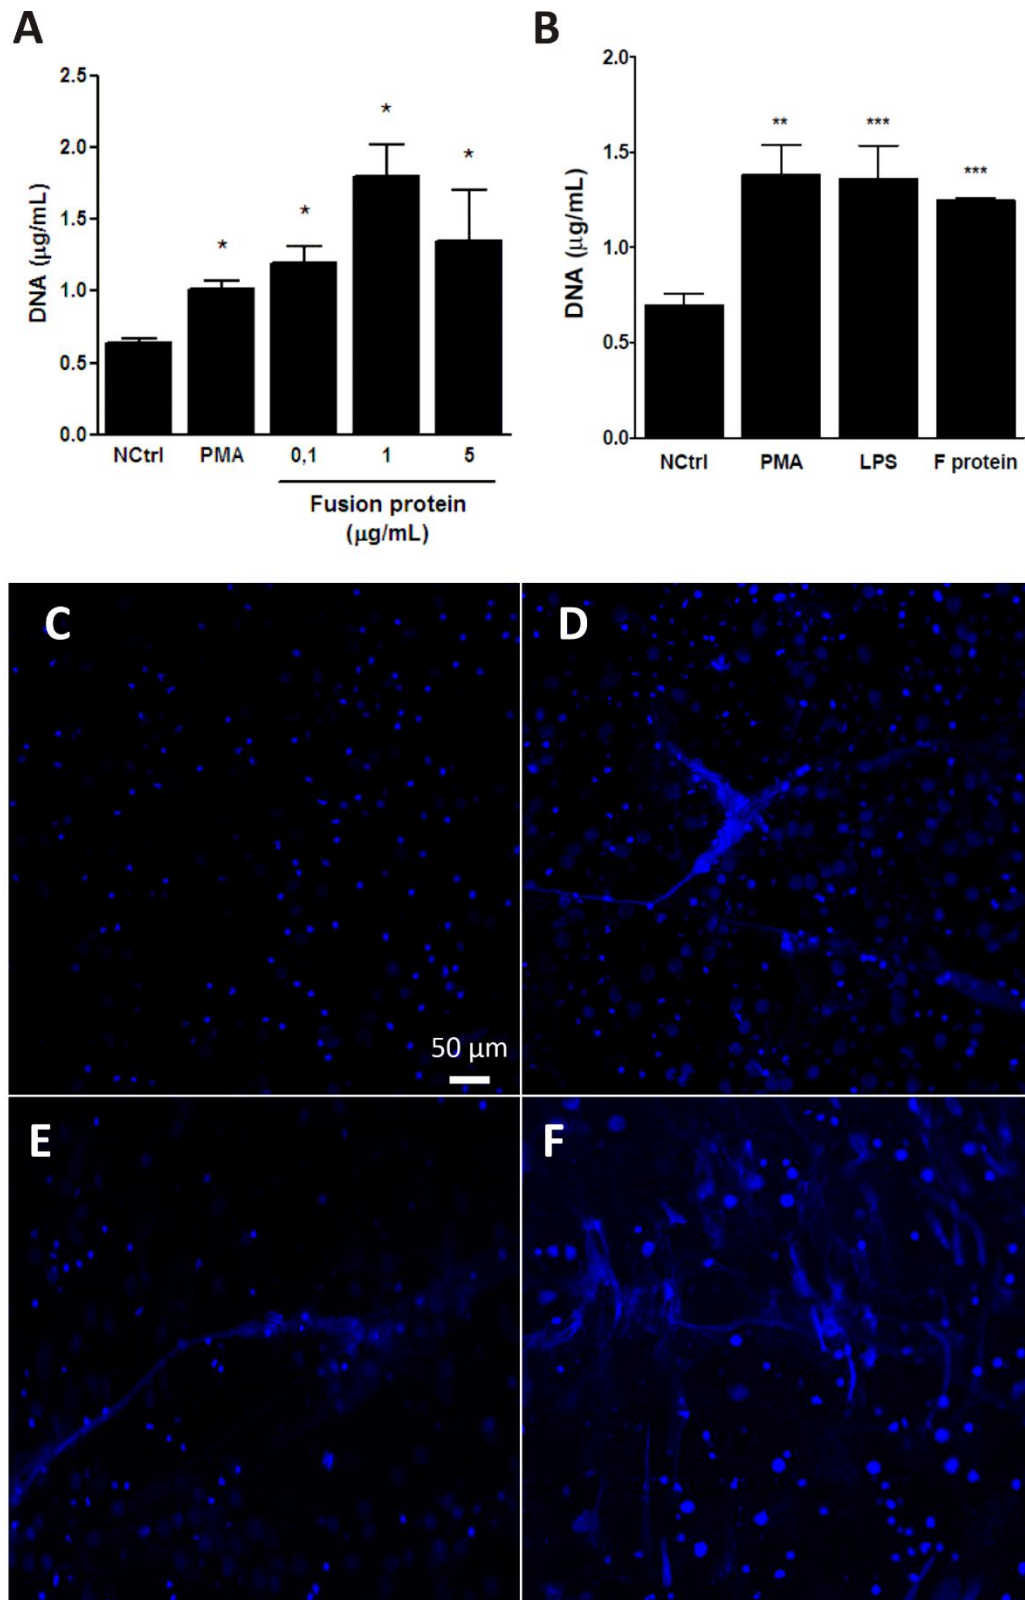 A
B
2.5
2.0
1.5
1.0
0.5
0.0
DNA (µg/mL)
*
*
*
*
NCtrl PMA 0,1 1 5
Fusion protein
(µg/mL)
2.0
1.5
1.0
0.5
0.0
DNA (µg/mL)
** *** ***
NCtrl PMA LPS F protein
C
D
50 µm
E
F